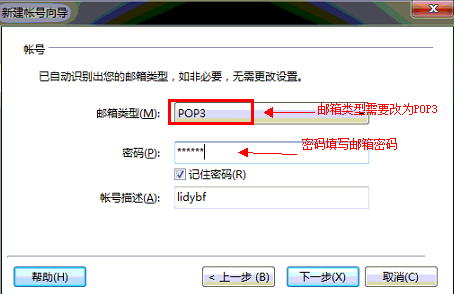 新建帐号向导
帐号
已自动识别出您的邮箱类型，如非必要，无需更改设置。
邮箱类型(M): POP3 邮箱类型需要改为POP3
密码(P): ****** 密码填写邮箱密码
记住密码(R)
帐号描述(A): lidybf
帮助(H) < 上一步 (B) 下一步(X) 取消(C)